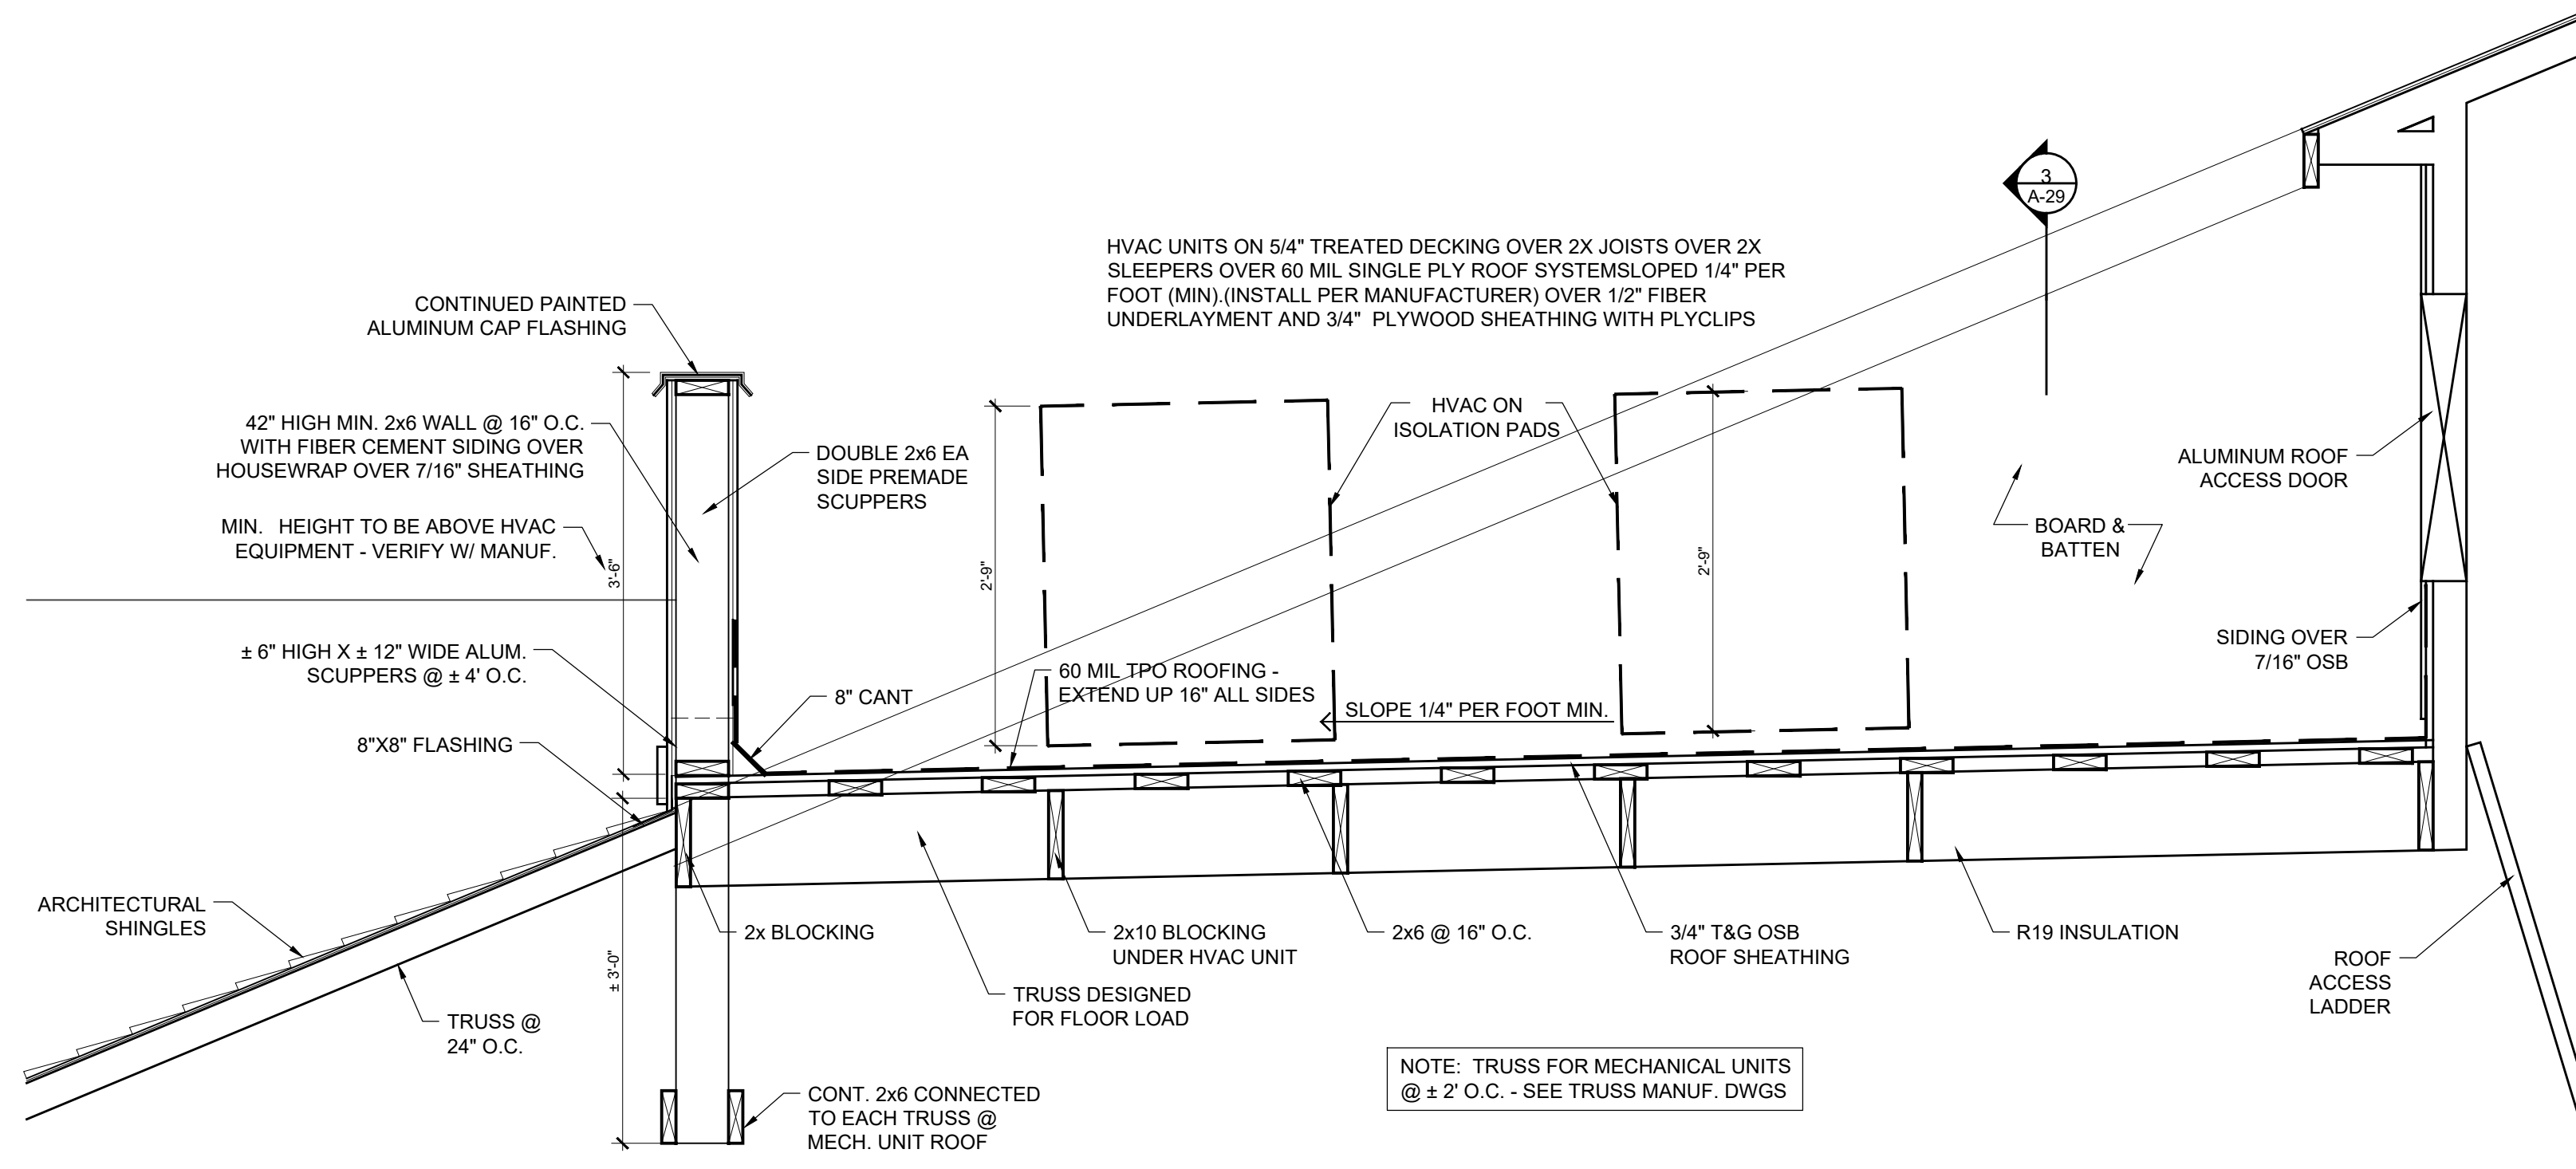 3
A-29
HVAC UNITS ON 5/4" TREATED DECKING OVER 2X JOISTS OVER 2X
SLEEPERS OVER 60 MIL SINGLE PLY ROOF SYSTEMSLOPED 1/4" PER
FOOT (MIN).(INSTALL PER MANUFACTURER) OVER 1/2" FIBER
UNDERLAYMENT AND 3/4" PLYWOOD SHEATHING WITH PLYCLIPS
CONTINUED PAINTED
ALUMINUM CAP FLASHING
42" HIGH MIN. 2x6 WALL @ 16" O.C.
WITH FIBER CEMENT SIDING OVER
HOUSEWRAP OVER 7/16" SHEATHING
DOUBLE 2x6 EA
SIDE PREMADE
SCUPPERS
HVAC ON
ISOLATION PADS
ALUMINUM ROOF
ACCESS DOOR
MIN. HEIGHT TO BE ABOVE HVAC
EQUIPMENT - VERIFY W/ MANUF.
3'-6"
2'-9"
2'-9"
BOARD &
BATTEN
± 6" HIGH X ± 12" WIDE ALUM.
SCUPPERS @ ± 4' O.C.
8" CANT
60 MIL TPO ROOFING -
EXTEND UP 16" ALL SIDES
SLOPE 1/4" PER FOOT MIN.
SIDING OVER
7/16" OSB
8"X8" FLASHING
ARCHITECTURAL
SHINGLES
2x BLOCKING
2x10 BLOCKING
UNDER HVAC UNIT
2x6 @ 16" O.C.
3/4" T&G OSB
ROOF SHEATHING
R19 INSULATION
ROOF
ACCESS
LADDER
± 3'-0"
TRUSS @
24" O.C.
TRUSS DESIGNED
FOR FLOOR LOAD
NOTE: TRUSS FOR MECHANICAL UNITS
@ ± 2' O.C. - SEE TRUSS MANUF. DWGS
CONT. 2x6 CONNECTED
TO EACH TRUSS @
MECH. UNIT ROOF